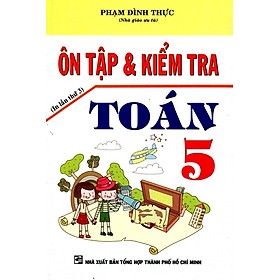 PHẠM ĐÌNH THỰC
(Nhà giáo ưu tú)
ÔN TẬP & KIỂM TRA
(In lần thứ 3)
TOÁN
5
NHÀ XUẤT BẢN TỔNG HỢP THÀNH PHỐ HỒ CHÍ MINH